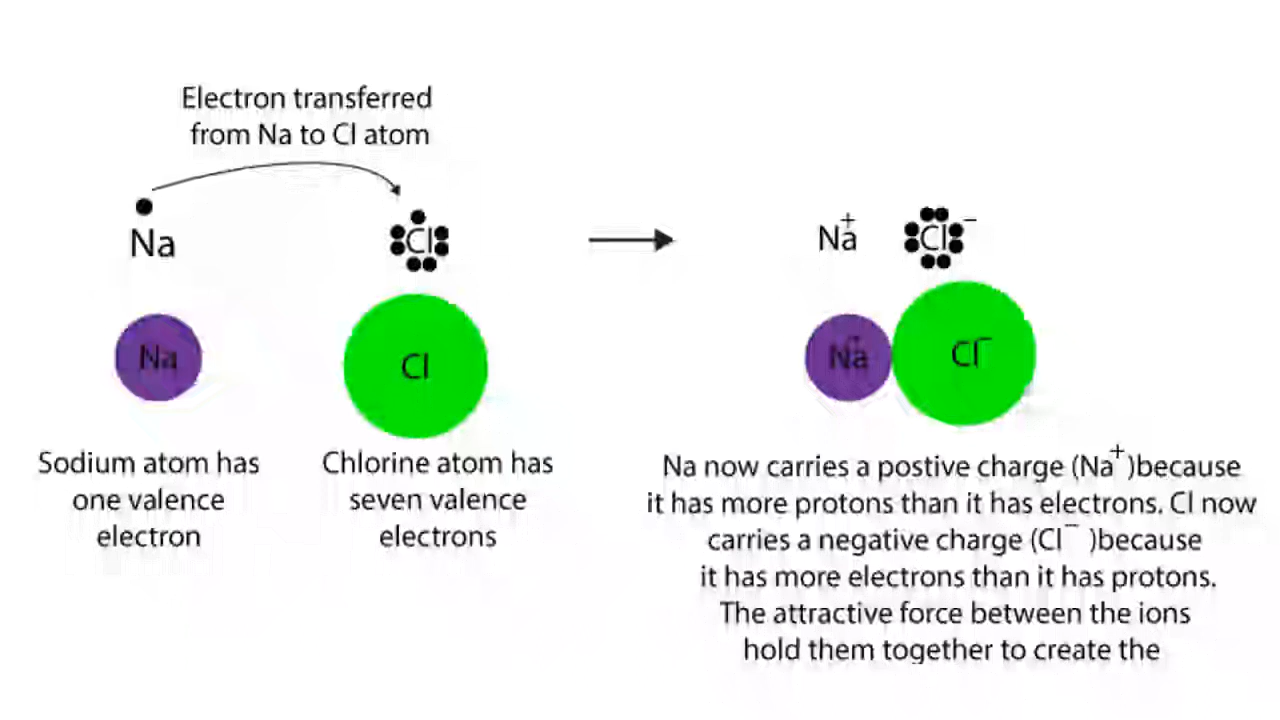 Electron transferred
from Na to Cl atom
Na
Cl
Na⁺
Cl⁻
Na
Cl
Na⁺
Cl⁻
Sodium atom has
one valence
electron
Chlorine atom has
seven valence
electrons
Na now carries a postive charge (Na⁺)because
it has more protons than it has electrons. Cl now
carries a negative charge (Cl⁻ )because
it has more electrons than it has protons.
The attractive force between the ions
hold them together to create the